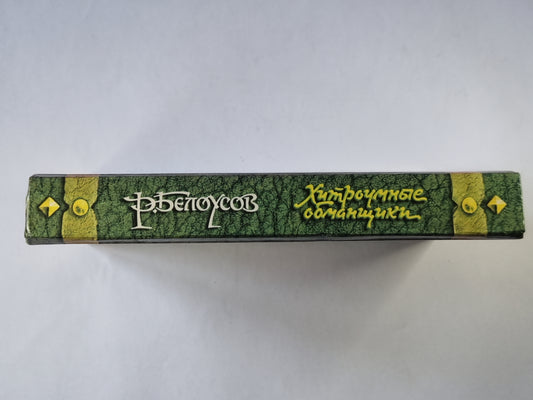 Р. Белоусов
Хитроумные
обманщики